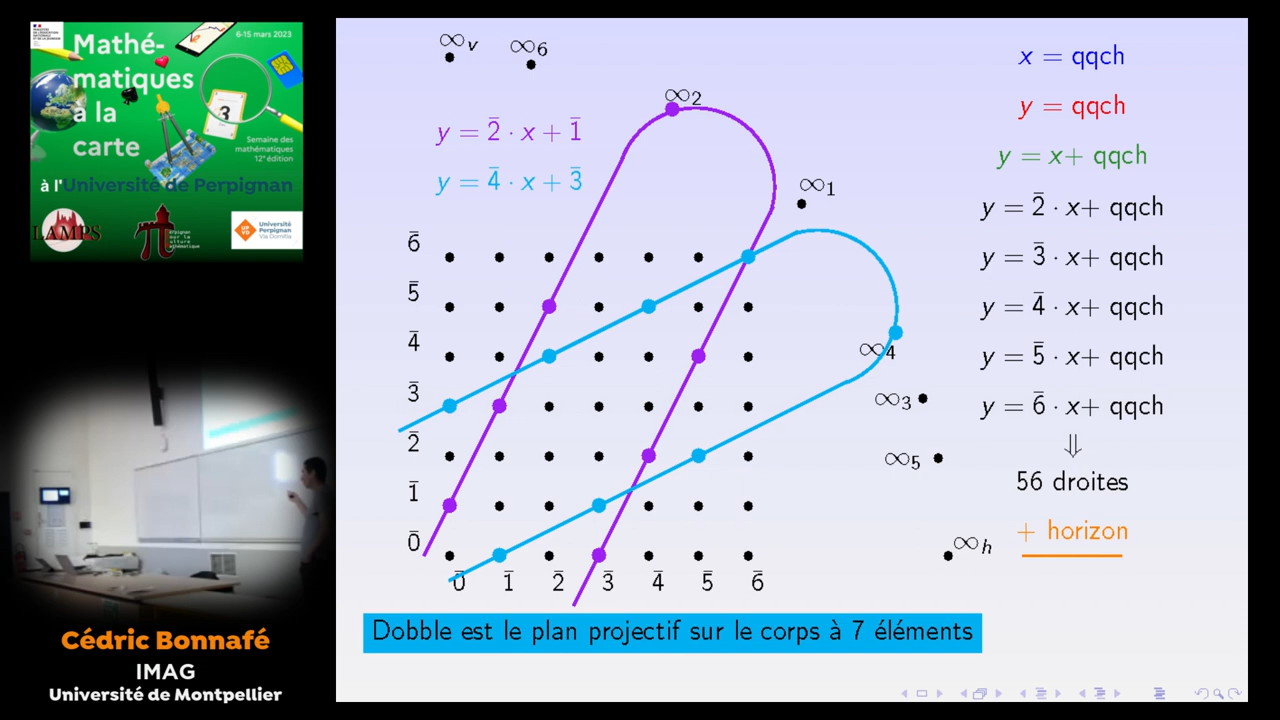 6-15 mars 2023
Mathé-
matiques
à la
carte
3
Semaine des
mathématiques
12e édition
à l'Université de Perpignan
LAMPS
Université
Perpignan
Via Domitia
Cédric Bonnafé
IMAG
Université de Montpellier
∞v
∞6
∞2
y = 2̄ · x + 1̄
y = 4̄ · x + 3̄
∞1
6̄
5̄
4̄
3̄
2̄
1̄
0̄
0̄ 1̄ 2̄ 3̄ 4̄ 5̄ 6̄
∞4
∞3
∞5
∞h
x = qqch
y = qqch
y = x+ qqch
y = 2̄ · x+ qqch
y = 3̄ · x+ qqch
y = 4̄ · x+ qqch
y = 5̄ · x+ qqch
y = 6̄ · x+ qqch
⇓
56 droites
+ horizon
Dobble est le plan projectif sur le corps à 7 éléments